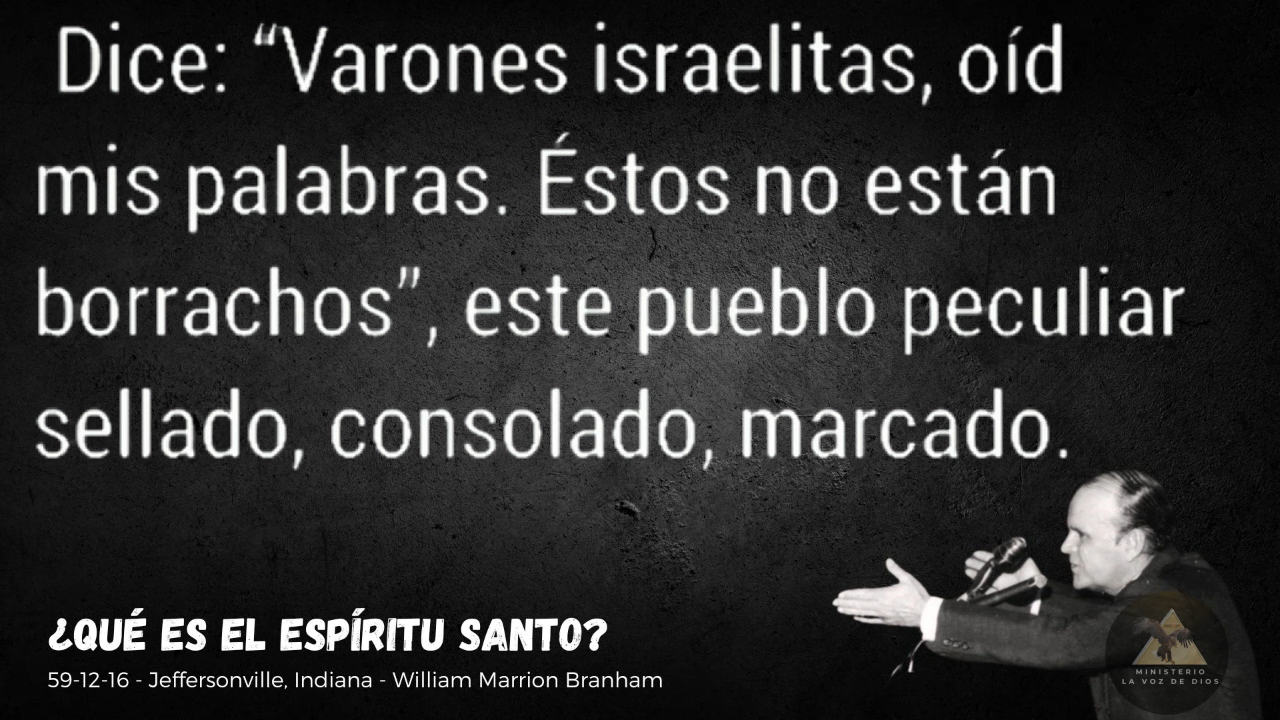 Dice: “Varones israelitas, oíd
mis palabras. Éstos no están
borrachos”, este pueblo peculiar
sellado, consolado, marcado.
¿QUÉ ES EL ESPÍRITU SANTO?
59-12-16 - Jeffersonville, Indiana - William Marrion Branham
MINISTERIO
LA VOZ DE DIOS